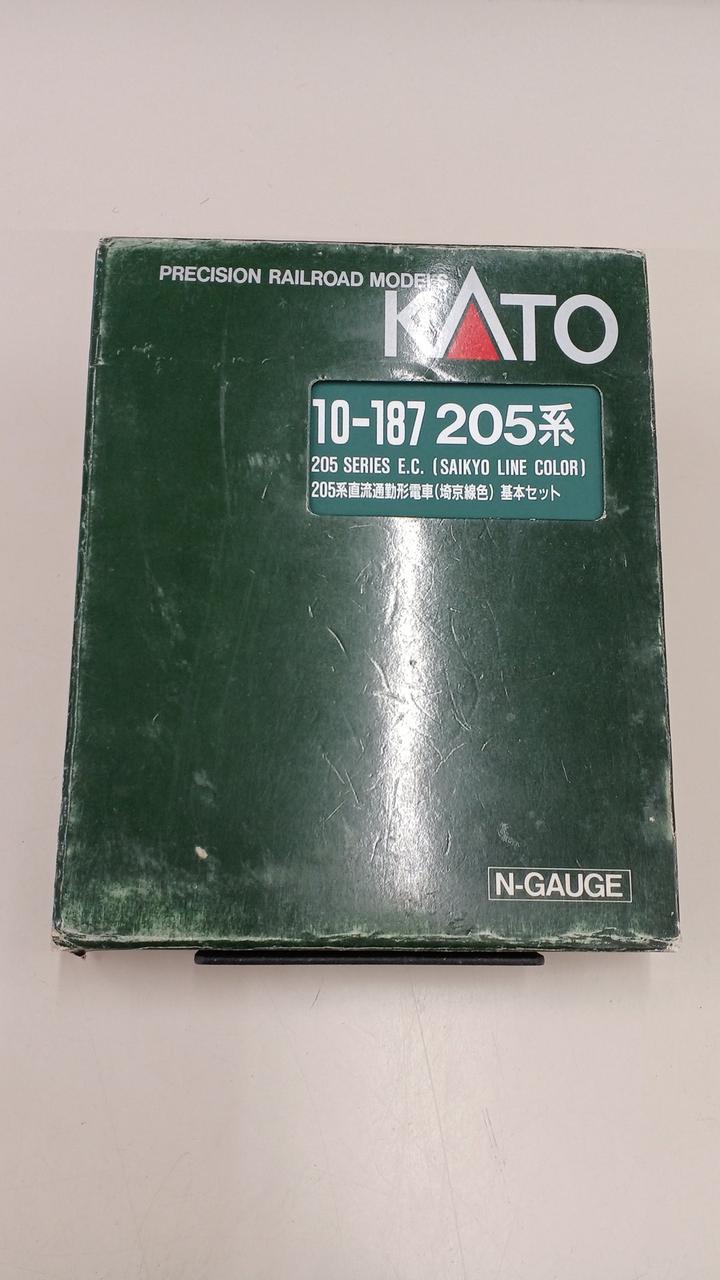 PRECISION RAILROAD MODELS
KATO
10-187 205系
205 SERIES E.C. (SAIKYO LINE COLOR)
205系直流通勤形電車(埼京線色) 基本セット
N-GAUGE